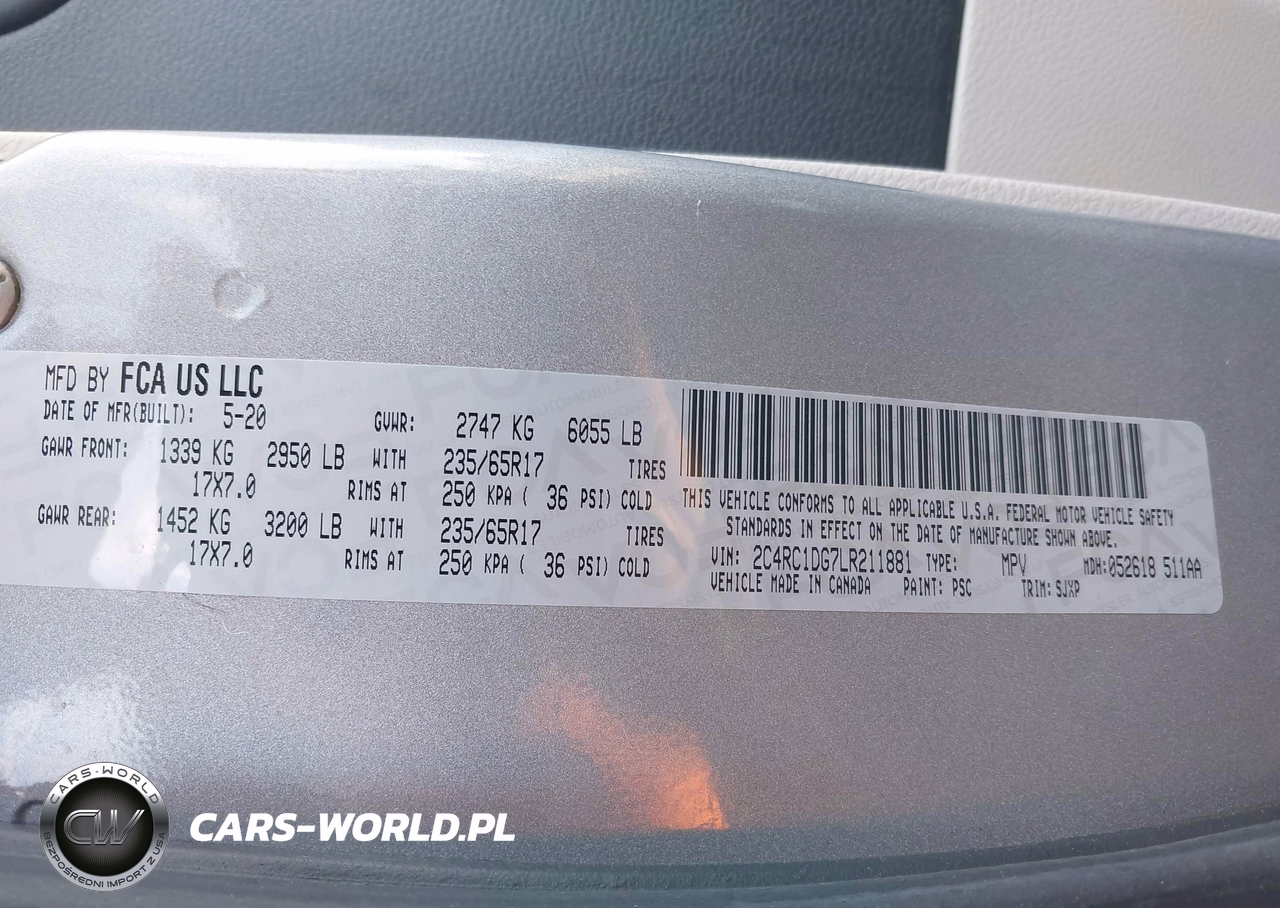 MFD BY FCA US LLC
DATE OF MFR(BUILT): 5-20 GVWR: 2747 KG 6055 LB
GAWR FRONT: 1339 KG 2950 LB WITH 235/65R17 TIRES
17X7.0 RIMS AT 250 KPA ( 36 PSI) COLD
GAWR REAR: 1452 KG 3200 LB WITH 235/65R17 TIRES
17X7.0 RIMS AT 250 KPA ( 36 PSI) COLD
THIS VEHICLE CONFORMS TO ALL APPLICABLE U.S.A. FEDERAL MOTOR VEHICLE SAFETY
STANDARDS IN EFFECT ON THE DATE OF MANUFACTURE SHOWN ABOVE.
VIN: 2C4RC1DG7LR211881 TYPE: MPV MDH:052618 511AA
VEHICLE MADE IN CANADA PAINT: PSC TRIM: SJXP
CARS-WORLD
CW
BEZPOŚREDNI IMPORT Z USA
CARS-WORLD.PL